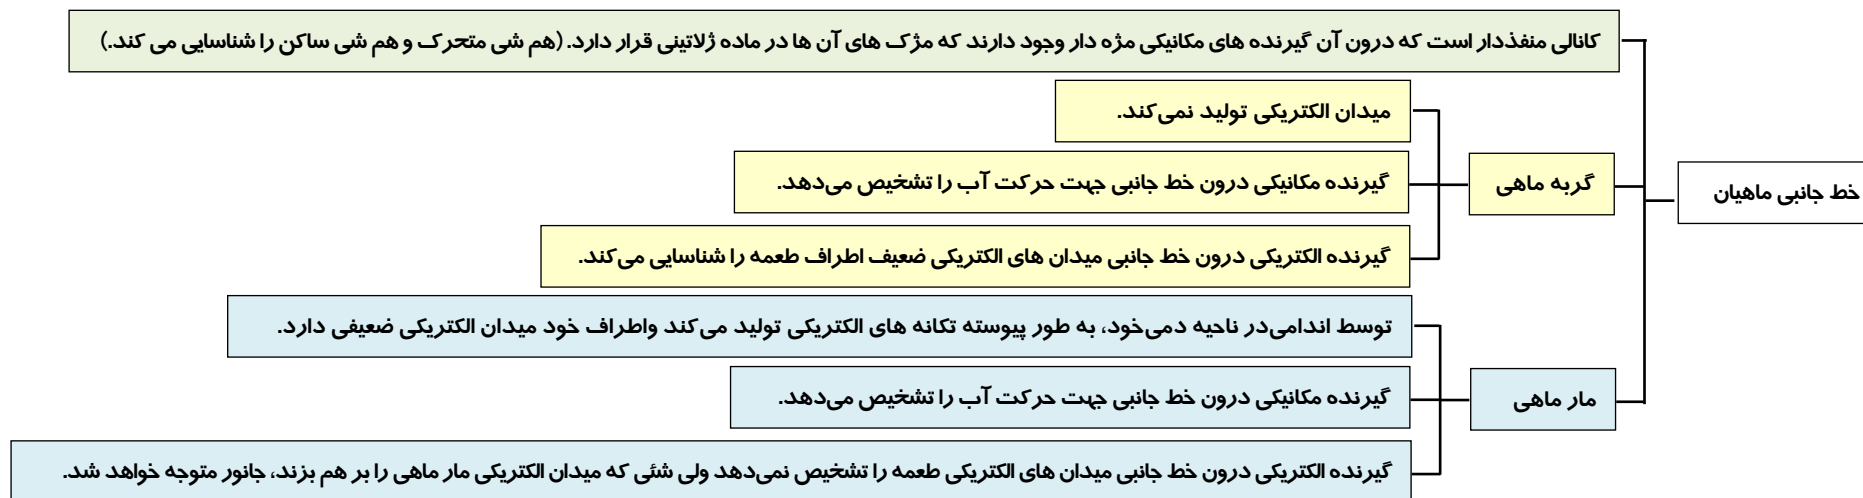 خط جانبی ماهیان
کانالی منفذدار است که درون آن گیرنده های مکانیکی مژه دار وجود دارند که مژک های آن ها در ماده ژلاتینی قرار دارد. (هم شی متحرک و هم شی ساکن را شناسایی می کند.)
گربه ماهی
میدان الکتریکی تولید نمی‌کند.
گیرنده مکانیکی درون خط جانبی جهت حرکت آب را تشخیص می‌دهد.
گیرنده الکتریکی درون خط جانبی میدان های الکتریکی ضعیف اطراف طعمه را شناسایی می‌کند.
مار ماهی
توسط اندامی‌در ناحیه دمی‌خود، به طور پیوسته تکانه های الکتریکی تولید می‌کند واطراف خود میدان الکتریکی ضعیفی دارد.
گیرنده مکانیکی درون خط جانبی جهت حرکت آب را تشخیص می‌دهد.
گیرنده الکتریکی درون خط جانبی میدان های الکتریکی طعمه را تشخیص نمی‌دهد ولی شئی که میدان الکتریکی مار ماهی را بر هم بزند، جانور متوجه خواهد شد.